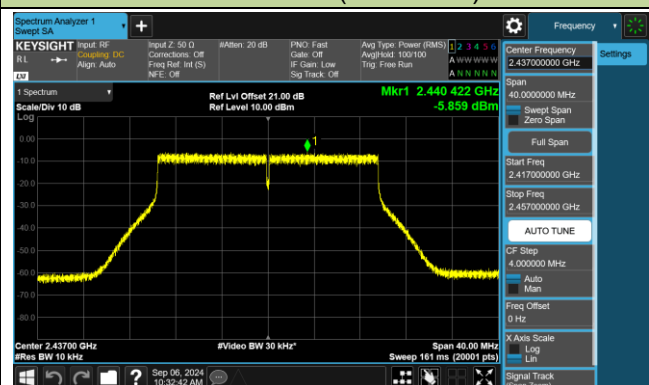 Spectrum Analyzer 1
Swept SA
Frequency
KEYSIGHT
RL
LXI
Input: RF
Coupling: DC
Align: Auto
Input Z: 50 Ω
Corrections: Off
Freq Ref: Int (S)
NFE: Off
#Atten: 20 dB
PNO: Fast
Gate: Off
IF Gain: Low
Sig Track: Off
Avg Type: Power (RMS)
Avg|Hold: 100/100
Trig: Free Run
1 2 3 4 5 6
A W W W W W
A N N N N N
Center Frequency
2.437000000 GHz
Settings
Span
40.0000000 MHz
Swept Span
Zero Span
Full Span
Start Freq
2.417000000 GHz
Stop Freq
2.457000000 GHz
AUTO TUNE
CF Step
4.000000 MHz
Auto
Man
Freq Offset
0 Hz
X Axis Scale
Log
Lin
Signal Track
(Span Zoom)
1 Spectrum
Scale/Div 10 dB
Log
Ref Lvl Offset 21.00 dB
Ref Level 10.00 dBm
Mkr1 2.440 422 GHz
-5.859 dBm
1
0.00
-10.0
-20.0
-30.0
-40.0
-50.0
-60.0
-70.0
-80.0
Center 2.43700 GHz
#Res BW 10 kHz
#Video BW 30 kHz*
Span 40.00 MHz
Sweep 161 ms (20001 pts)
Sep 06, 2024
10:32:42 AM